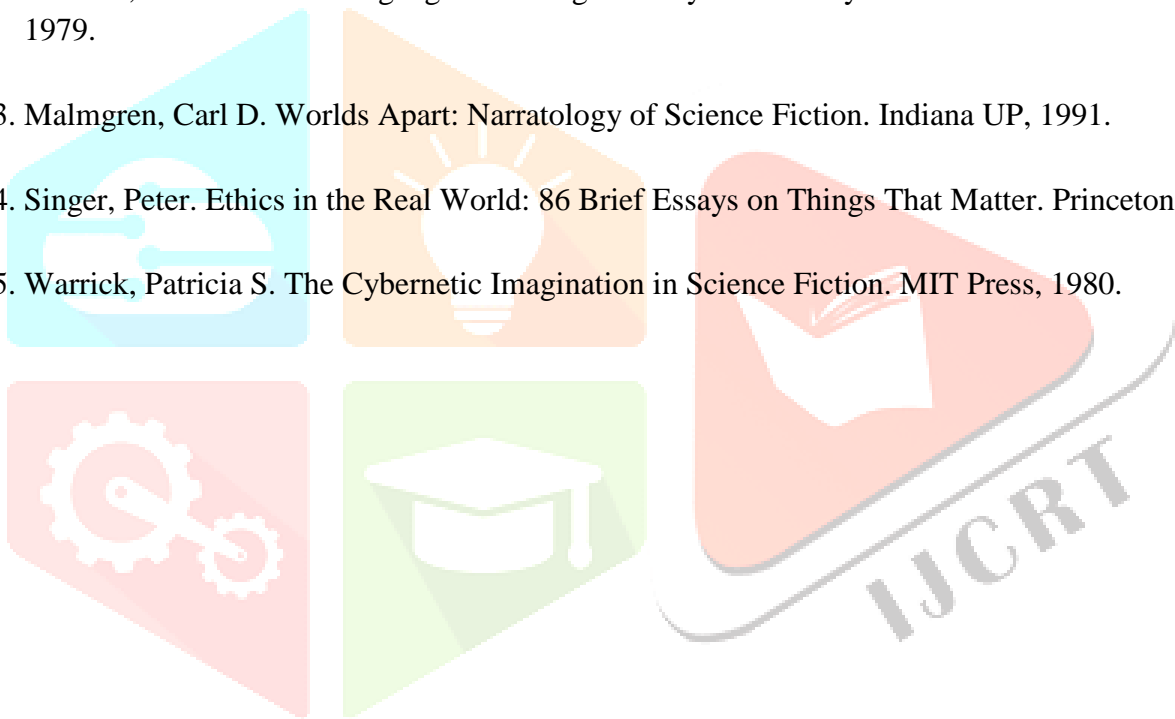 1979.
3. Malmgren, Carl D. Worlds Apart: Narratology of Science Fiction. Indiana UP, 1991.
4. Singer, Peter. Ethics in the Real World: 86 Brief Essays on Things That Matter. Princeton
5. Warrick, Patricia S. The Cybernetic Imagination in Science Fiction. MIT Press, 1980.
IJCRT